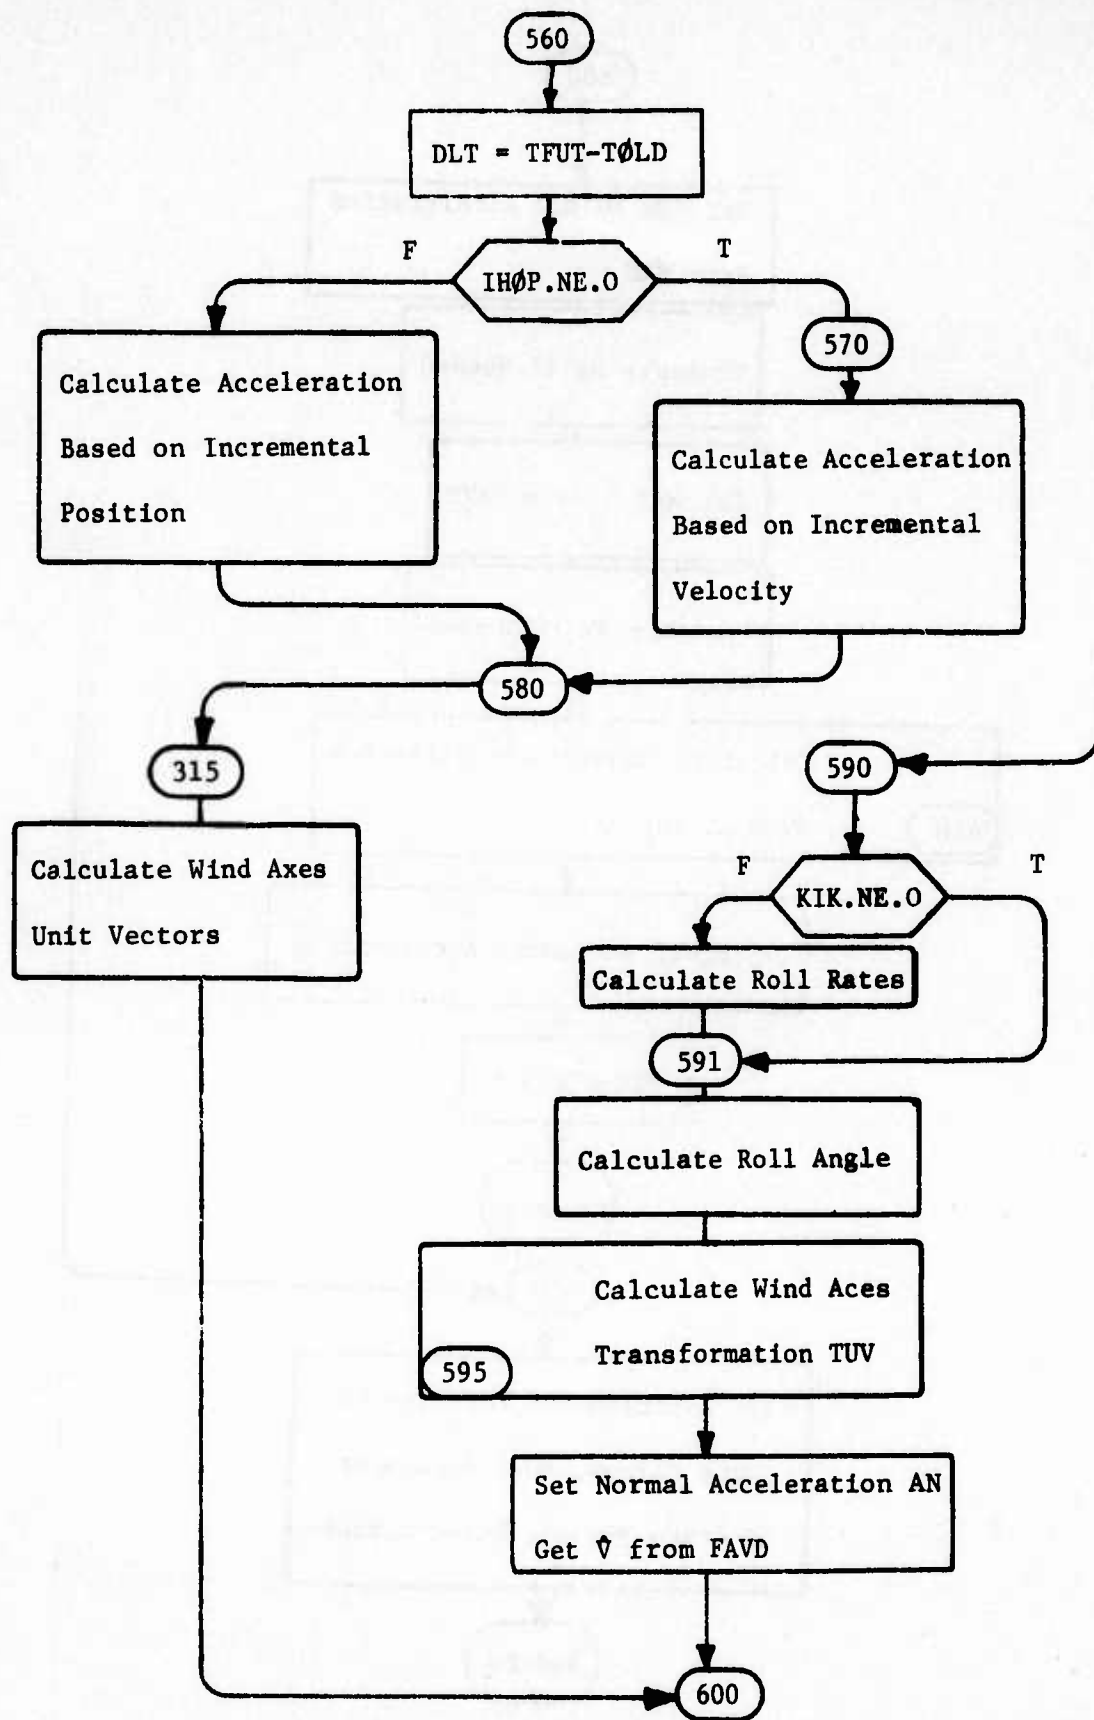 560
DLT = TFUT-TØLD
F
T
IHØP.NE.O
570
Calculate Acceleration
Based on Incremental
Position
Calculate Acceleration
Based on Incremental
Velocity
580
315
590
Calculate Wind Axes
Unit Vectors
F
T
KIK.NE.O
Calculate Roll Rates
591
Calculate Roll Angle
Calculate Wind Aces
Transformation TUV
595
Set Normal Acceleration AN
Get V̂ from FAVD
600